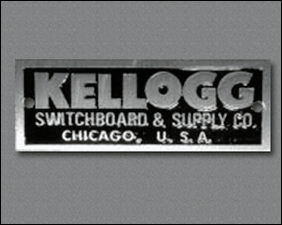 KELLOGG
SWITCHBOARD & SUPPLY CO.
CHICAGO, U. S. A.